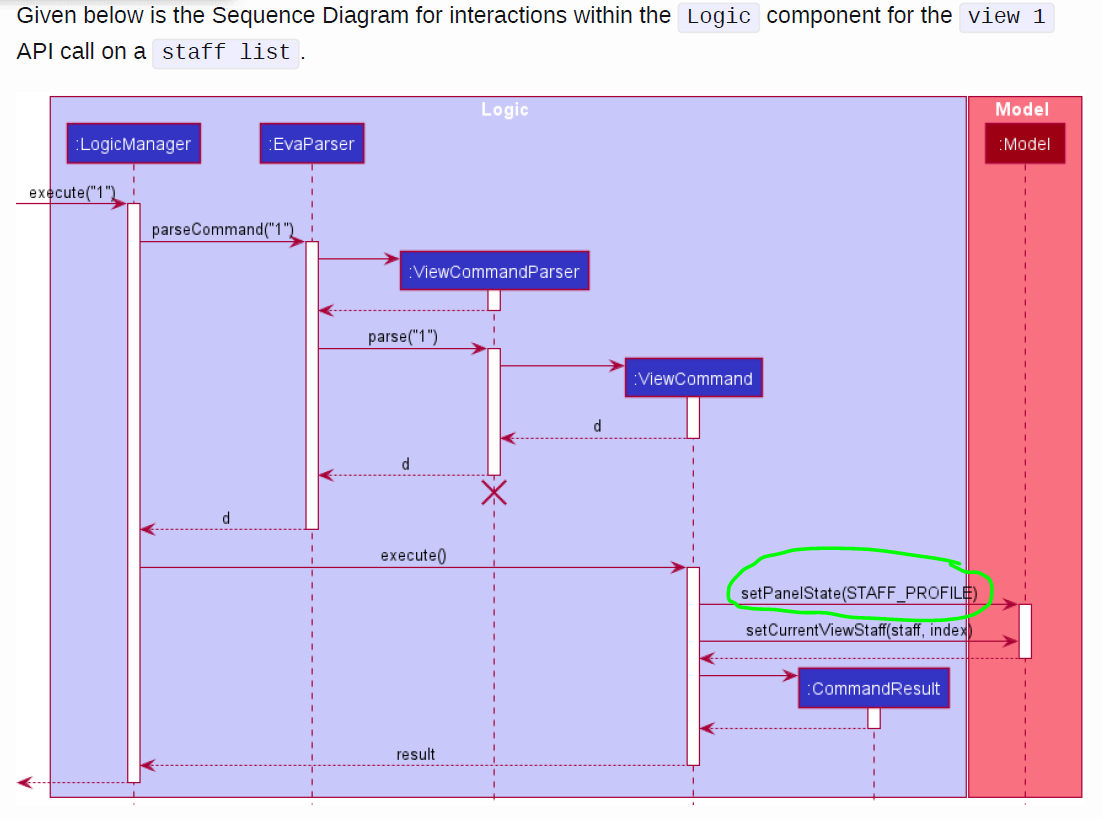 Given below is the Sequence Diagram for interactions within the Logic component for the view 1
API call on a staff list.
Logic
Model
:LogicManager
:EvaParser
:Model
execute("1")
parseCommand("1")
:ViewCommandParser
parse("1")
:ViewCommand
d
d
d
execute()
setPanelState(STAFF_PROFILE)
setCurrentViewStaff(staff, index)
:CommandResult
result